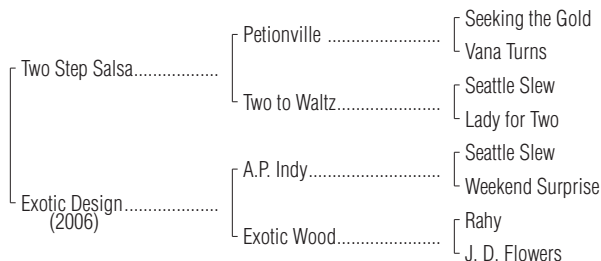 Seeking the Gold
Petionville ........................
Vana Turns
Two Step Salsa..................
Seattle Slew
Two to Waltz......................
Lady for Two
Seattle Slew
A.P. Indy............................
Weekend Surprise
Exotic Design....................
(2006)
Rahy
Exotic Wood......................
J. D. Flowers